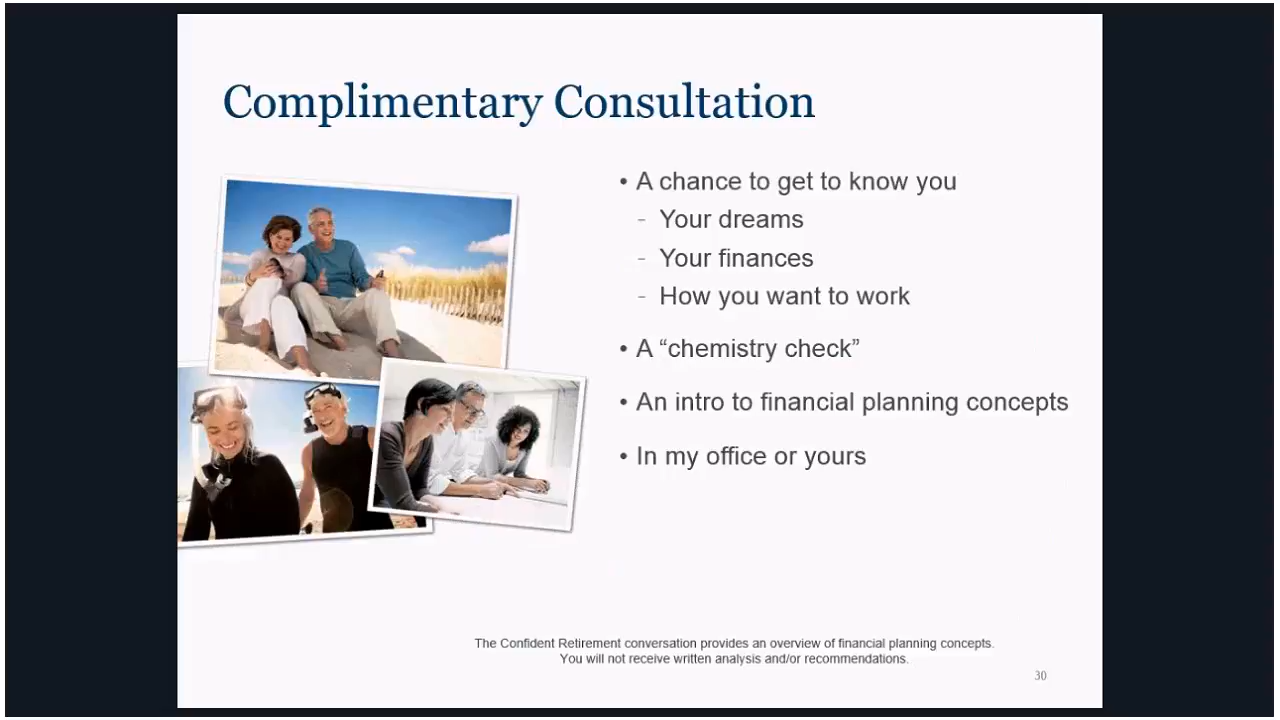 Complimentary Consultation
• A chance to get to know you
- Your dreams
- Your finances
- How you want to work
• A “chemistry check”
• An intro to financial planning concepts
• In my office or yours
The Confident Retirement conversation provides an overview of financial planning concepts.
You will not receive written analysis and/or recommendations.
30